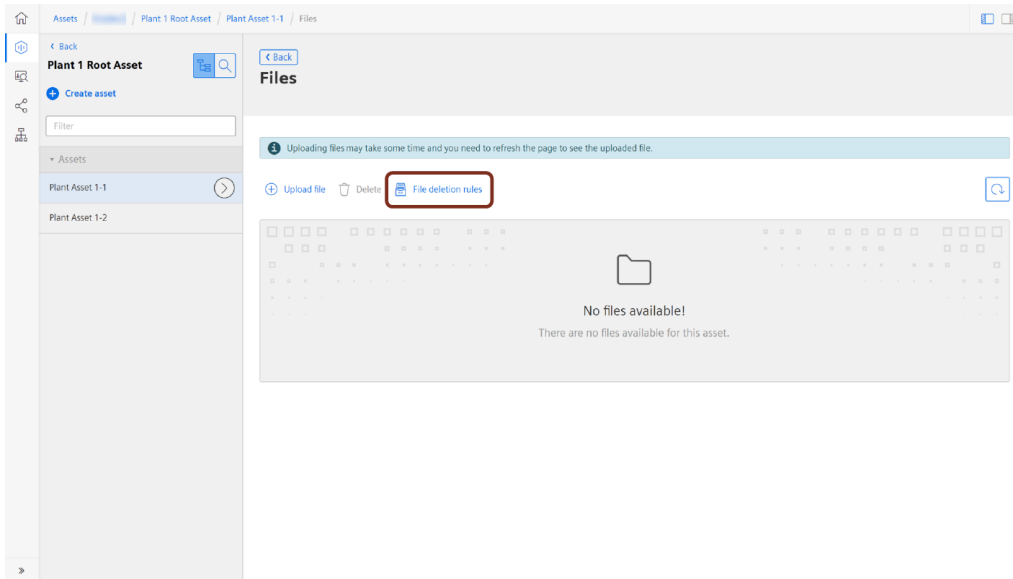 Assets / Plant 1 Root Asset / Plant Asset 1-1 / Files
Back
Plant 1 Root Asset
Create asset
Filter
Assets
Plant Asset 1-1
Plant Asset 1-2
Back
Files
Uploading files may take some time and you need to refresh the page to see the uploaded file.
Upload file Delete File deletion rules
No files available!
There are no files available for this asset.